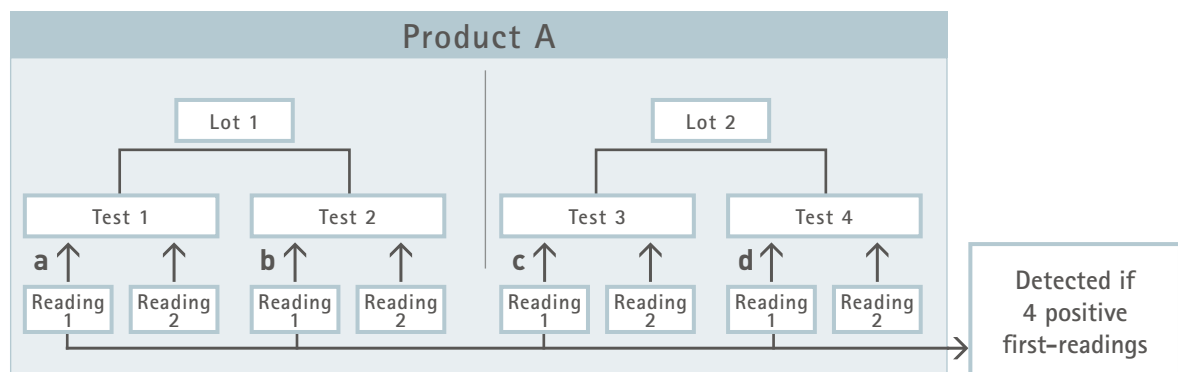 Product A
Lot 1
Lot 2
Test 1
Test 2
Test 3
Test 4
a
b
c
d
Reading
1
Reading
2
Reading
1
Reading
2
Reading
1
Reading
2
Reading
1
Reading
2
Detected if
4 positive
first-readings